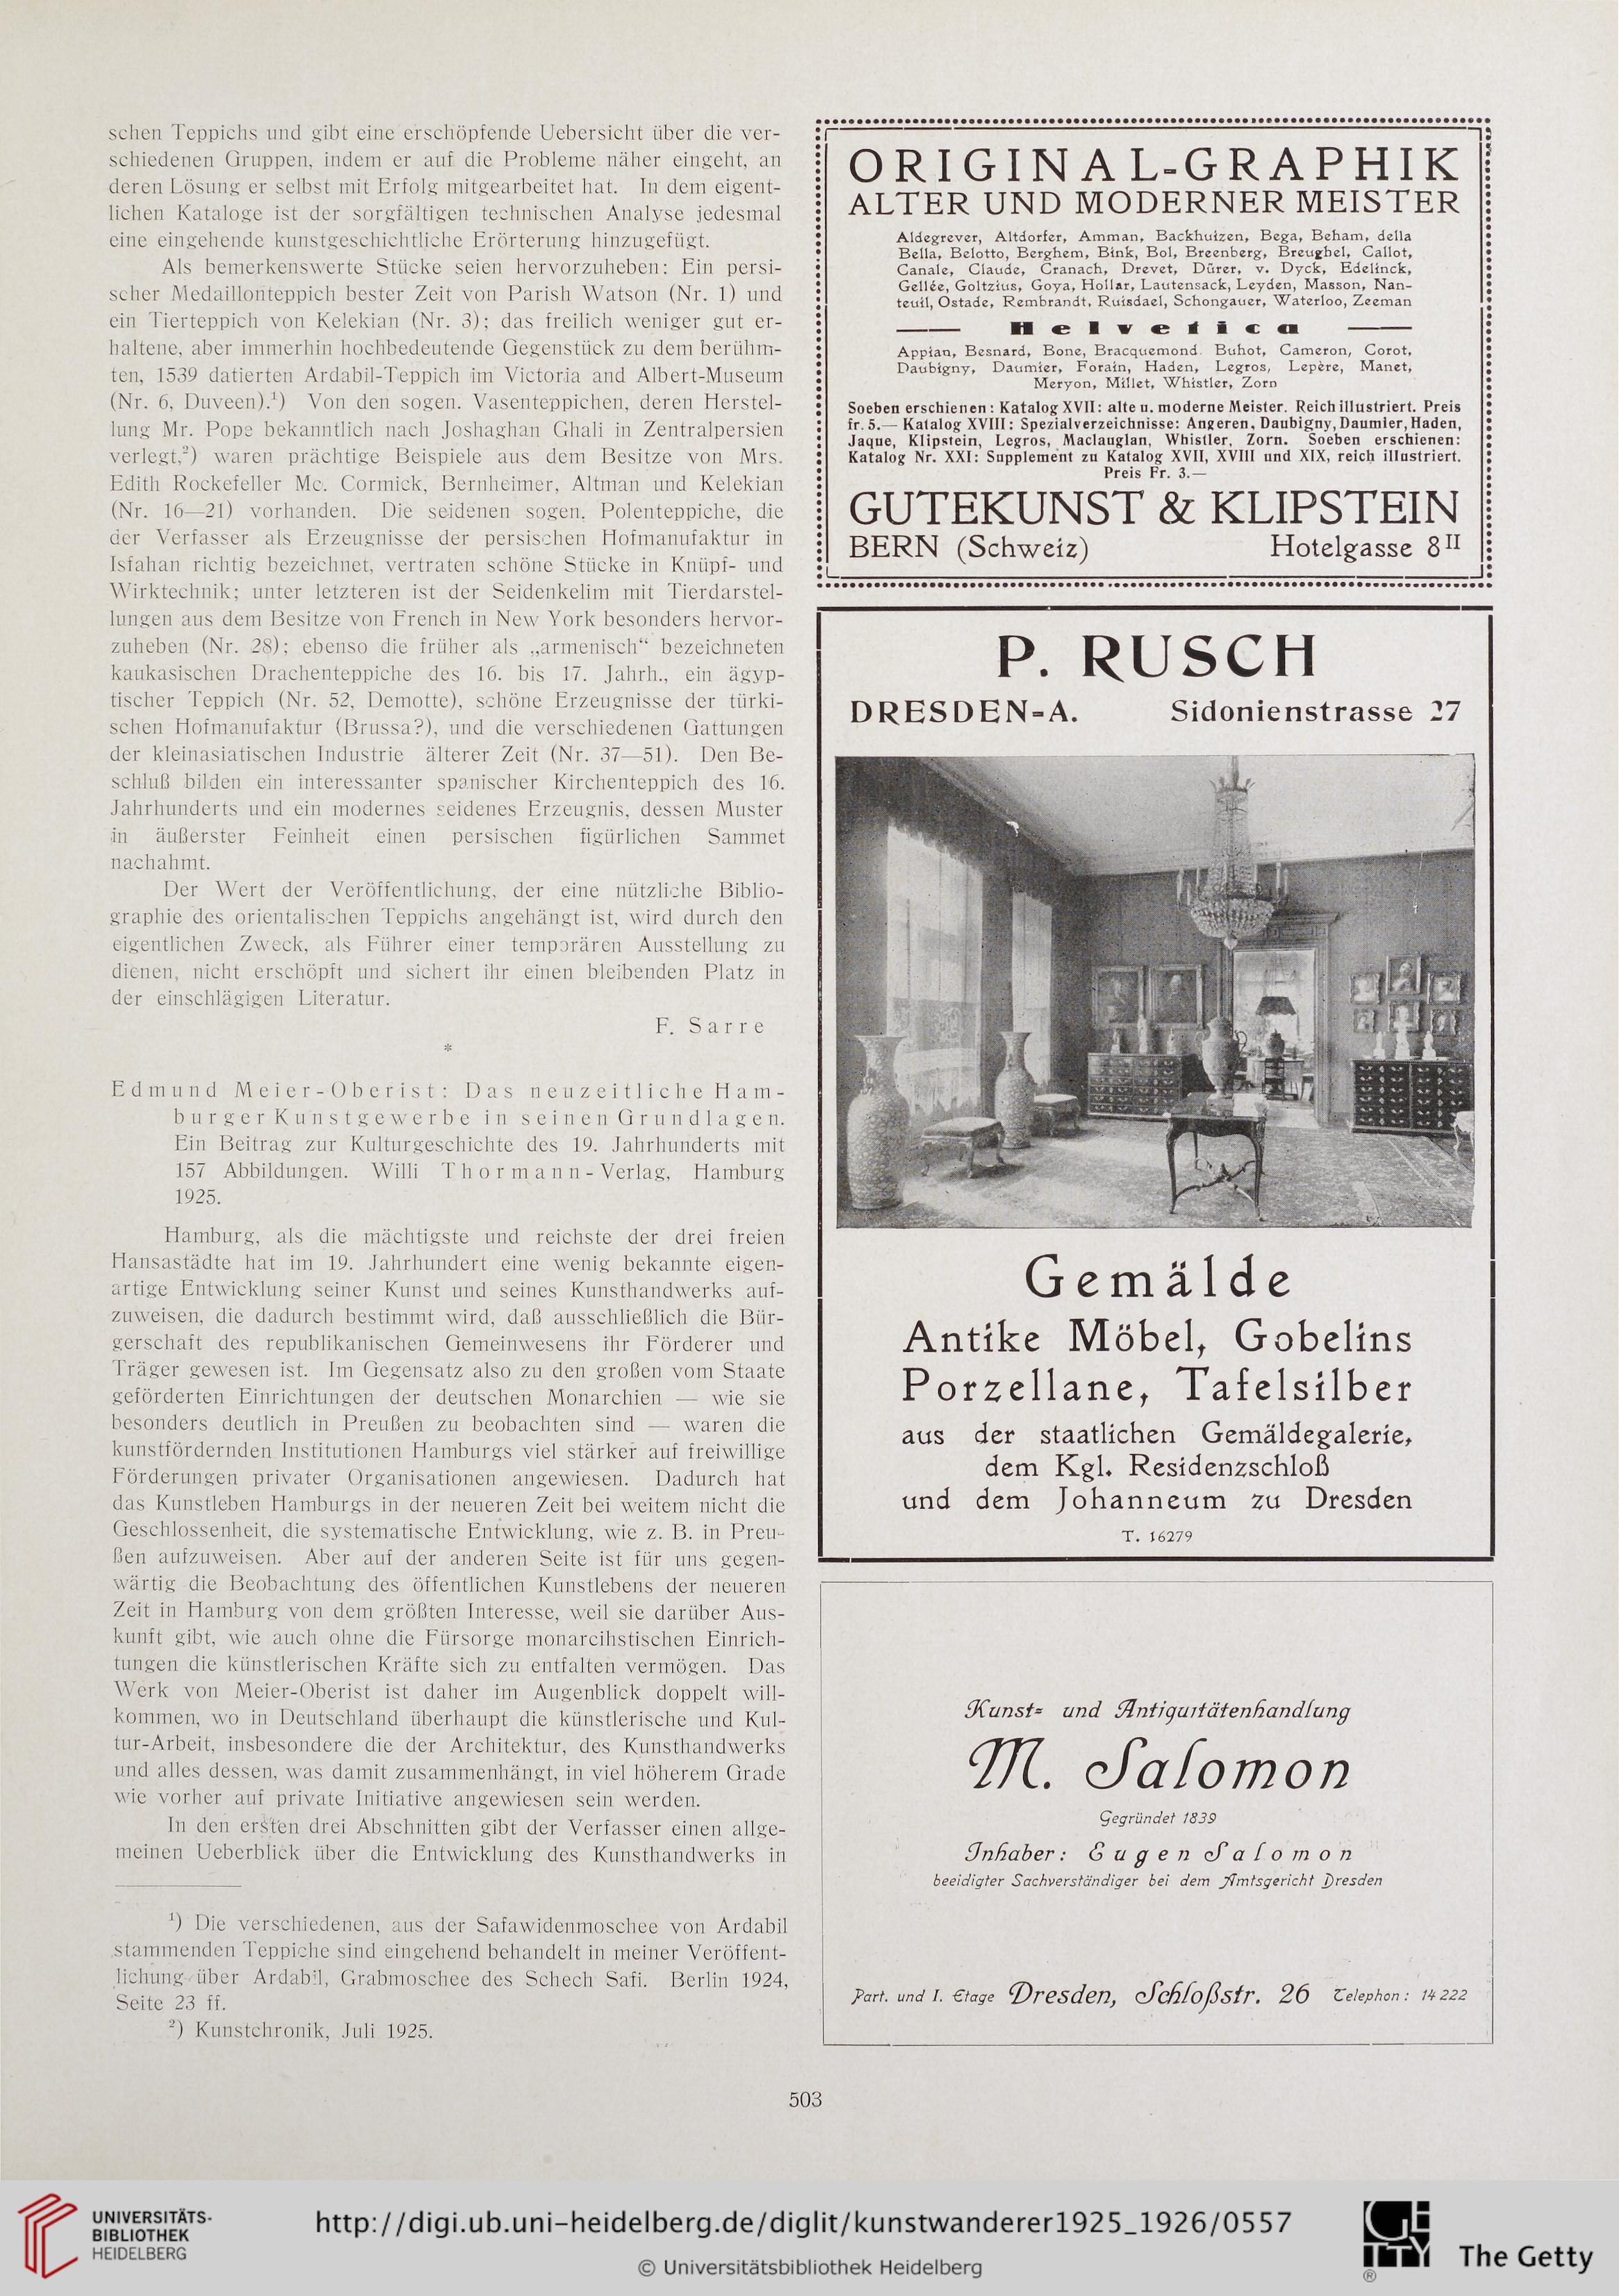 schen Teppichs und gibt eine erschöpfende Uebersicht über die ver-
schiedenen Gruppen, indem er auf die Probleme näher eingeht, an
deren Lösung er selbst mit Erfolg mitgearbeitet hat. In dem eigent-
lichen Kataloge ist der sorgfältigen technischen Analyse jedesmal
eine eingehende kunstgeschichtliche Erörterung hinzugefügt.
Als bemerkenswerte Stücke seien hervorzuheben: Ein persi-
scher Medaillonteppich bester Zeit von Parish Watson (Nr. 1) und
ein Tierteppich von Kelekian (Nr. 3); das freilich weniger gut er-
haltene, aber immerhin hochbedeutende Gegenstück zu dem berühm-
ten, 1539 datierten Ardabil-Teppich im Victoria and Albert-Museum
(Nr. 6, Duveen).¹) Von den sogen. Vasenteppichen, deren Herstel-
lung Mr. Pope bekanntlich nach Joshaghan Ghali in Zentralpersien
verlegt,²) waren prächtige Beispiele aus dem Besitze von Mrs.
Edith Rockefeller Mc. Cormick, Bernheimer, Altman und Kelekian
(Nr. 16—21) vorhanden. Die seidenen sogen. Polenteppiche, die
der Verfasser als Erzeugnisse der persischen Hofmanufaktur in
Isfahan richtig bezeichnet, vertraten schöne Stücke in Knüpf- und
Wirktechnik; unter letzteren ist der Seidenkelim mit Tierdarstel-
lungen aus dem Besitze von French in New York besonders hervor-
zuheben (Nr. 28); ebenso die früher als „armenisch“ bezeichneten
kaukasischen Drachenteppiche des 16. bis 17. Jahrh., ein ägyp-
tischer Teppich (Nr. 52, Demotte), schöne Erzeugnisse der türki-
schen Hofmanufaktur (Brussa?), und die verschiedenen Gattungen
der kleinasiatischen Industrie älterer Zeit (Nr. 37—51). Den Be-
schluß bilden ein interessanter spanischer Kirchenteppich des 16.
Jahrhunderts und ein modernes seidenes Erzeugnis, dessen Muster
in äußerster Feinheit einen persischen figürlichen Sammet
nachahmt.
Der Wert der Veröffentlichung, der eine nützliche Biblio-
graphie des orientalischen Teppichs angehängt ist, wird durch den
eigentlichen Zweck, als Führer einer temporären Ausstellung zu
dienen, nicht erschöpft und sichert ihr einen bleibenden Platz in
der einschlägigen Literatur.
F. Sarre
*
Edmund Meier-Oberist: Das neuzeitliche Ham-
burger Kunstgewerbe in seinen Grundlagen.
Ein Beitrag zur Kulturgeschichte des 19. Jahrhunderts mit
157 Abbildungen. Willi Thormann-Verlag, Hamburg
1925.
Hamburg, als die mächtigste und reichste der drei freien
Hansastädte hat im 19. Jahrhundert eine wenig bekannte eigen-
artige Entwicklung seiner Kunst und seines Kunsthandwerks auf-
zuweisen, die dadurch bestimmt wird, daß ausschließlich die Bür-
gerschaft des republikanischen Gemeinwesens ihr Förderer und
Träger gewesen ist. Im Gegensatz also zu den großen vom Staate
geförderten Einrichtungen der deutschen Monarchien — wie sie
besonders deutlich in Preußen zu beobachten sind — waren die
kunstfördernden Institutionen Hamburgs viel stärker auf freiwillige
Förderungen privater Organisationen angewiesen. Dadurch hat
das Kunstleben Hamburgs in der neueren Zeit bei weitem nicht die
Geschlossenheit, die systematische Entwicklung, wie z. B. in Preu-
ßen aufzuweisen. Aber auf der anderen Seite ist für uns gegen-
wärtig die Beobachtung des öffentlichen Kunstlebens der neueren
Zeit in Hamburg von dem größten Interesse, weil sie darüber Aus-
kunft gibt, wie auch ohne die Fürsorge monarcihstischen Einrich-
tungen die künstlerischen Kräfte sich zu entfalten vermögen. Das
Werk von Meier-Oberist ist daher im Augenblick doppelt will-
kommen, wo in Deutschland überhaupt die künstlerische und Kul-
tur-Arbeit, insbesondere die der Architektur, des Kunsthandwerks
und alles dessen, was damit zusammenhängt, in viel höherem Grade
wie vorher auf private Initiative angewiesen sein werden.
In den ersten drei Abschnitten gibt der Verfasser einen allge-
meinen Ueberblick über die Entwicklung des Kunsthandwerks in
¹) Die verschiedenen, aus der Safawidenmoschee von Ardabil
stammenden Teppiche sind eingehend behandelt in meiner Veröffent-
lichung über Ardabil, Grabmoschee des Schech Safi. Berlin 1924,
Seite 23 ff.
²) Kunstchronik, Juli 1925.
ORIGINAL-GRAPHIK
ALTER UND MODERNER MEISTER
Aldegrever, Altdorfer, Amman, Backhuizen, Bega, Beham, della
Bella, Belotto, Berghem, Bink, Bol, Breenberg, Breughel, Callot,
Canale, Claude, Cranach, Drevet, Dürer, v. Dyck, Edelinck,
Gellée, Goltzius, Goya, Hollar, Lautensack, Leyden, Masson, Nan-
teuil, Ostade, Rembrandt, Ruisdael, Schongauer, Waterloo, Zeeman
Helvetica
Appian, Besnard, Bone, Bracquemond. Buhot, Cameron, Corot,
Daubigny, Daumier, Forain, Haden, Legros, Lepère, Manet,
Meryon, Millet, Whistler, Zorn
Soeben erschienen: Katalog XVII: alte u. moderne Meister. Reich illustriert. Preis
fr. 5.— Katalog XVIII: Spezialverzeichnisse: Angeren, Daubigny, Daumier, Haden,
Jaque, Klipstein, Legros, Maclauglan, Whistler, Zorn. Soeben erschienen:
Katalog Nr. XXI: Supplement zu Katalog XVII, XVIII und XIX, reich illustriert.
Preis Fr. 3.—
GUTEKUNST & KLIPSTEIN
BERN (Schweiz) Hotelgasse 8II
P. RUSCH
DRESDEN-A. Sidonienstrasse 27
Gemälde
Antike Möbel, Gobelins
Porzellane, Tafelsilber
aus der staatlichen Gemäldegalerie,
dem Kgl. Residenzschloß
und dem Johanneum zu Dresden
T. 16279
Kunst- und Antiquitätenhandlung
M. Salomon
Gegründet 1839
Inhaber: Eugen Salomon
beeidigter Sachverständiger bei dem Amtsgericht Dresden
Part. und I. Etage Dresden, Schloßstr. 26 Telephon: 14222
503
UNIVERSITÄTS-
BIBLIOTHEK
HEIDELBERG
http://digi.ub.uni-heidelberg.de/diglit/kunstwanderer1925_1926/0557
© Universitätsbibliothek Heidelberg
GETTY
®
The Getty